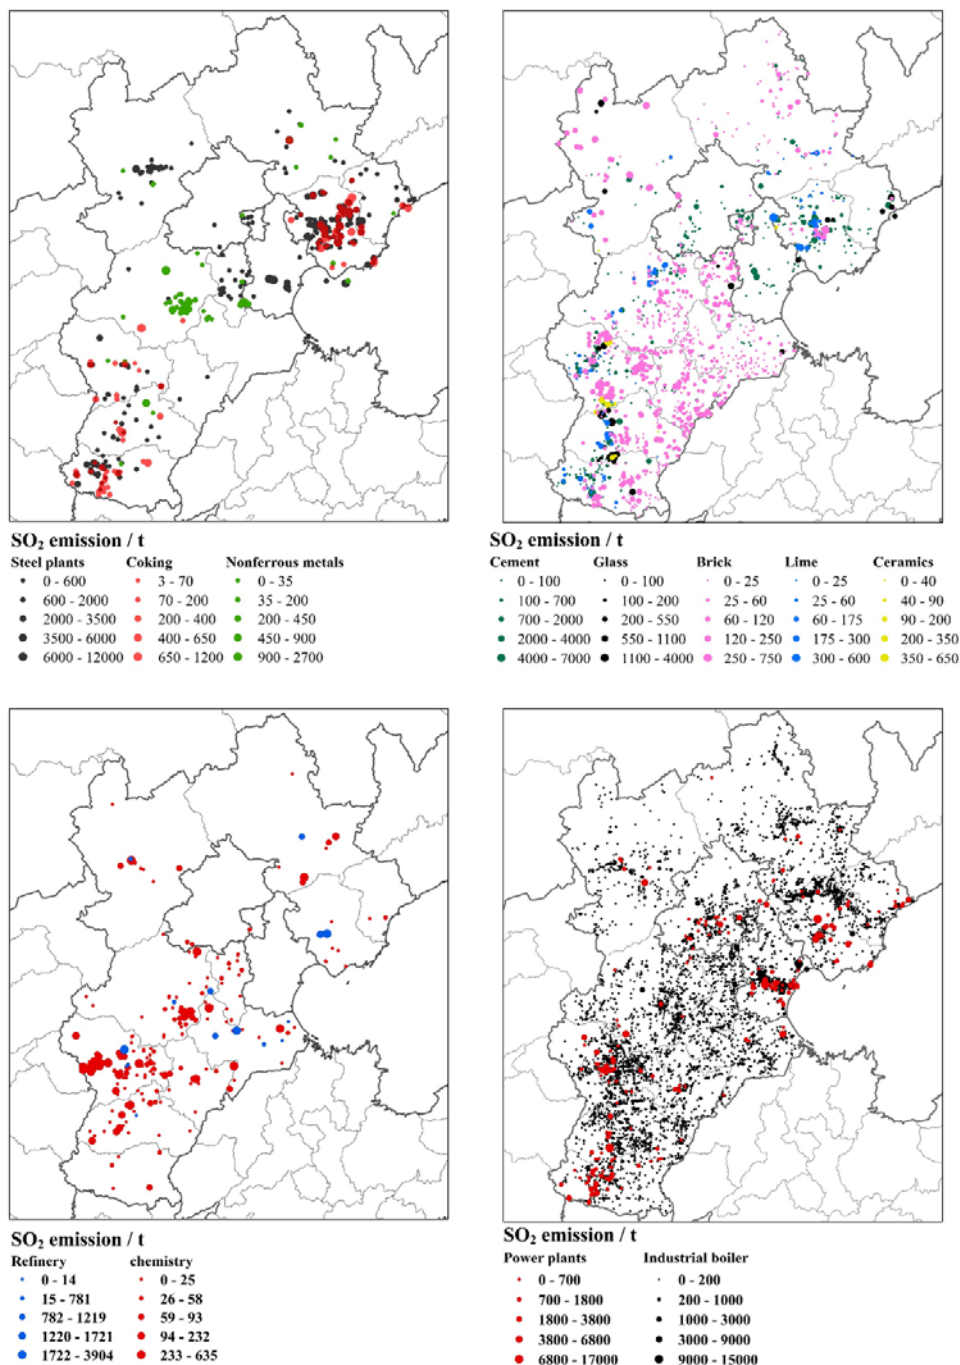 SO₂ emission / t
Steel plants Coking Nonferrous metals
0 - 600 3 - 70 0 - 35
600 - 2000 70 - 200 35 - 200
2000 - 3500 200 - 400 200 - 450
3500 - 6000 400 - 650 450 - 900
6000 - 12000 650 - 1200 900 - 2700
SO₂ emission / t
Cement Glass Brick Lime Ceramics
0 - 100 0 - 100 0 - 25 0 - 25 0 - 40
100 - 700 100 - 200 25 - 60 25 - 60 40 - 90
700 - 2000 200 - 550 60 - 120 60 - 175 90 - 200
2000 - 4000 550 - 1100 120 - 250 175 - 300 200 - 350
4000 - 7000 1100 - 4000 250 - 750 300 - 600 350 - 650
SO₂ emission / t
Refinery chemistry
0 - 14 0 - 25
15 - 781 26 - 58
782 - 1219 59 - 93
1220 - 1721 94 - 232
1722 - 3904 233 - 635
SO₂ emission / t
Power plants Industrial boiler
0 - 700 0 - 200
700 - 1800 200 - 1000
1800 - 3800 1000 - 3000
3800 - 6800 3000 - 9000
6800 - 17000 9000 - 15000